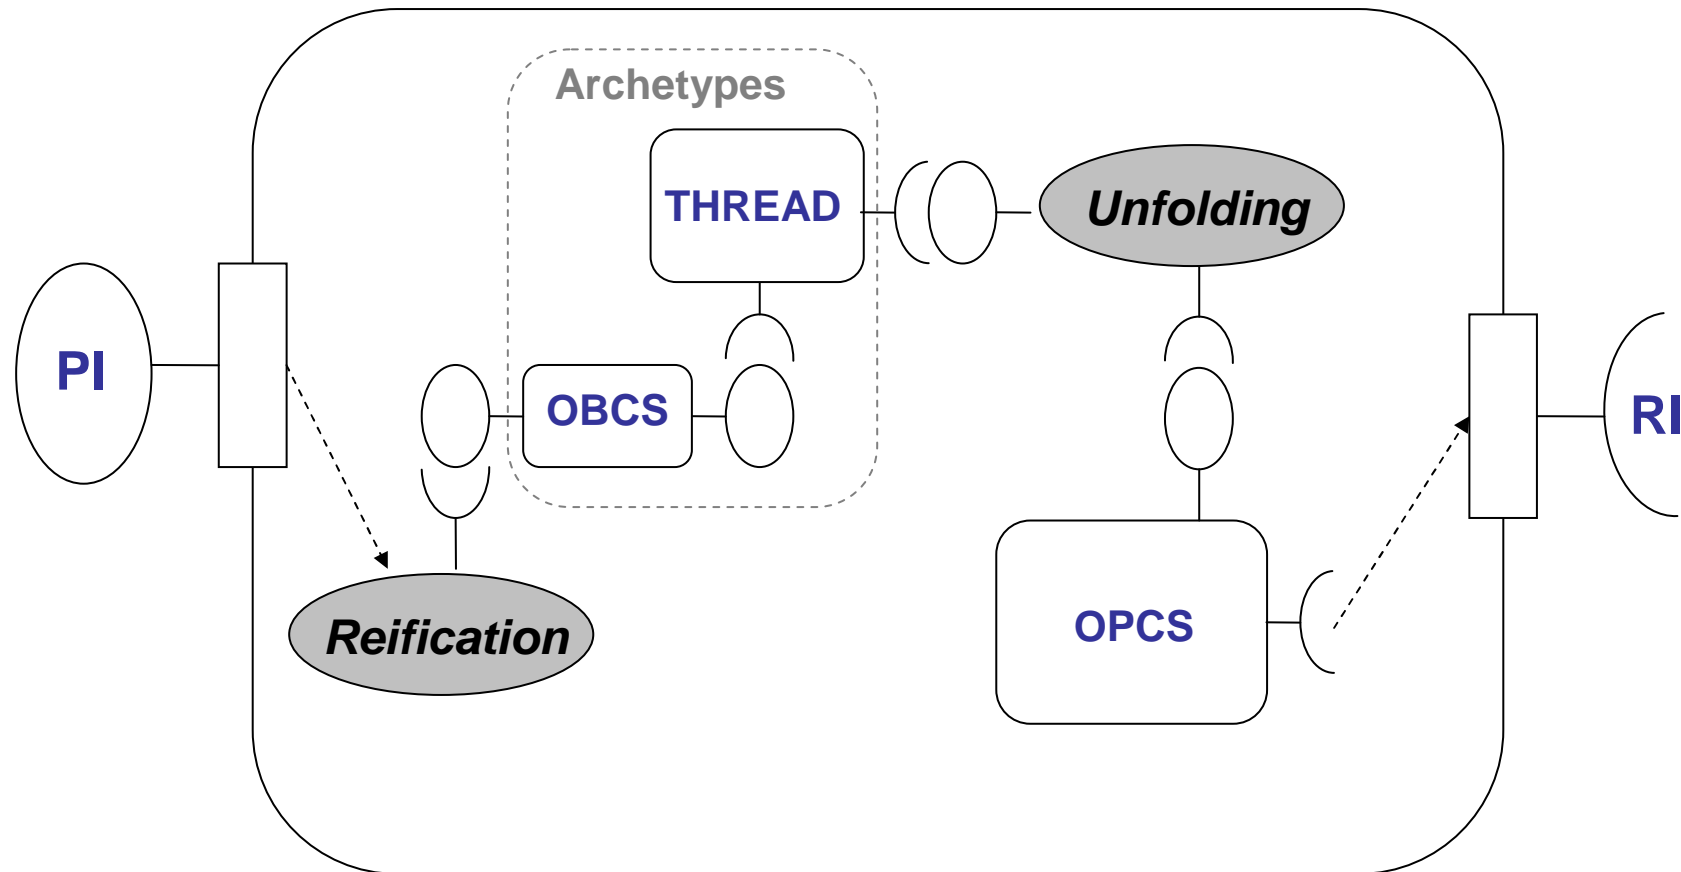 Archetypes
THREAD
Unfolding
PI
OBCS
RI
Reification
OPCS